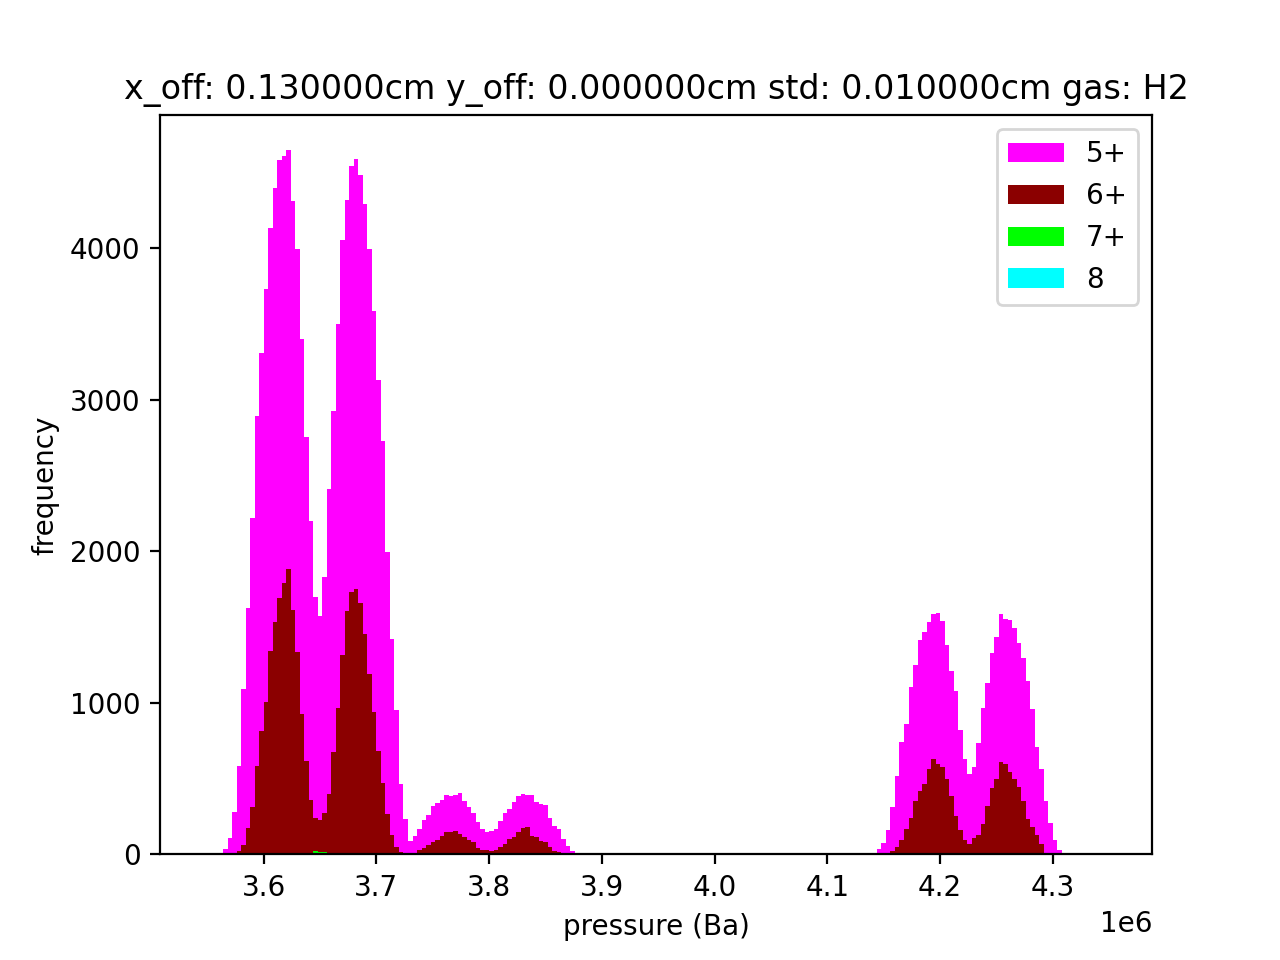 x_off: 0.130000cm y_off: 0.000000cm std: 0.010000cm gas: H2
5+
6+
7+
8
4000
3000
2000
1000
0
frequency
3.6 3.7 3.8 3.9 4.0 4.1 4.2 4.3
1e6
pressure (Ba)